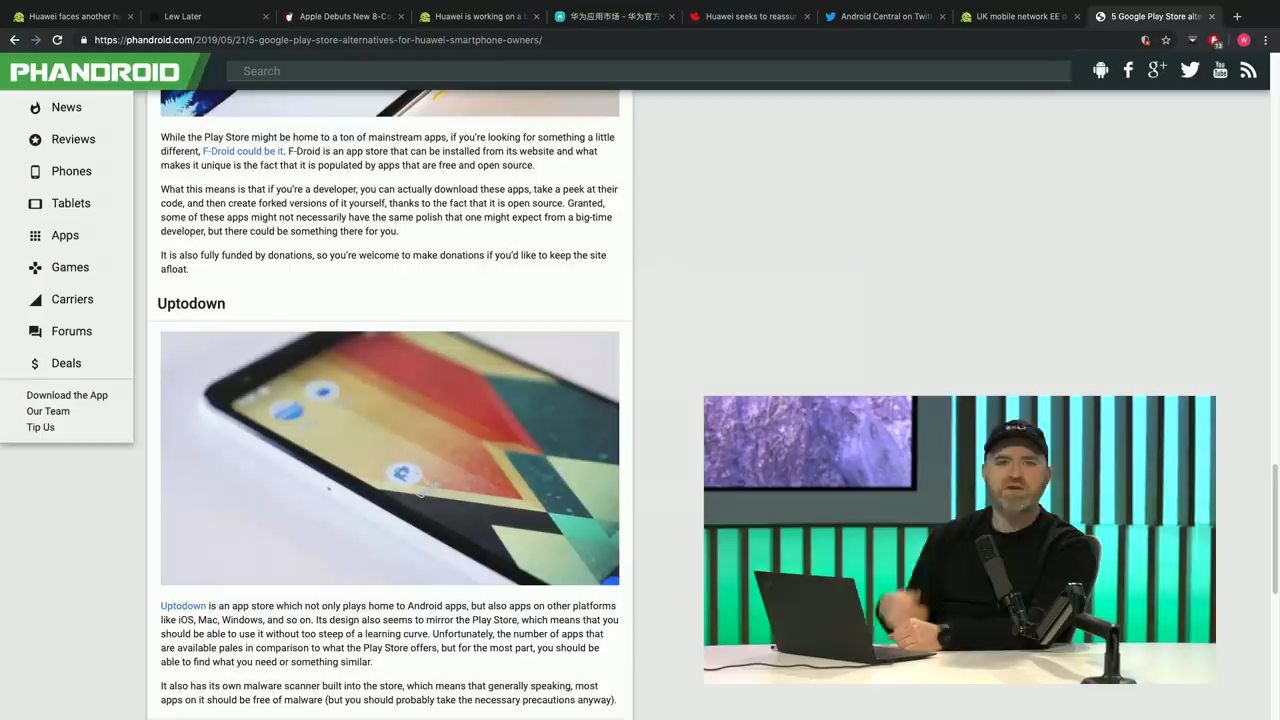 Huawei faces another h
Lew Later
Apple Debuts New 8-Co
Huawei is working on a
华为应用市场 - 华为官方
Huawei seeks to reassur
Android Central on Twit
UK mobile network EE d
5 Google Play Store alte
https://phandroid.com/2019/05/21/5-google-play-store-alternatives-for-huawei-smartphone-owners/
13
W
PHANDROID
Search
News
Reviews
Phones
Tablets
Apps
Games
Carriers
Forums
Deals
Download the App
Our Team
Tip Us
While the Play Store might be home to a ton of mainstream apps, if you're looking for something a little
different, F-Droid could be it. F-Droid is an app store that can be installed from its website and what
makes it unique is the fact that it is populated by apps that are free and open source.
What this means is that if you're a developer, you can actually download these apps, take a peek at their
code, and then create forked versions of it yourself, thanks to the fact that it is open source. Granted,
some of these apps might not necessarily have the same polish that one might expect from a big-time
developer, but there could be something there for you.
It is also fully funded by donations, so you're welcome to make donations if you'd like to keep the site
afloat.
Uptodown
Uptodown is an app store which not only plays home to Android apps, but also apps on other platforms
like iOS, Mac, Windows, and so on. Its design also seems to mirror the Play Store, which means that you
should be able to use it without too steep of a learning curve. Unfortunately, the number of apps that
are available pales in comparison to what the Play Store offers, but for the most part, you should be
able to find what you need or something similar.
It also has its own malware scanner built into the store, which means that generally speaking, most
apps on it should be free of malware (but you should probably take the necessary precautions anyway).